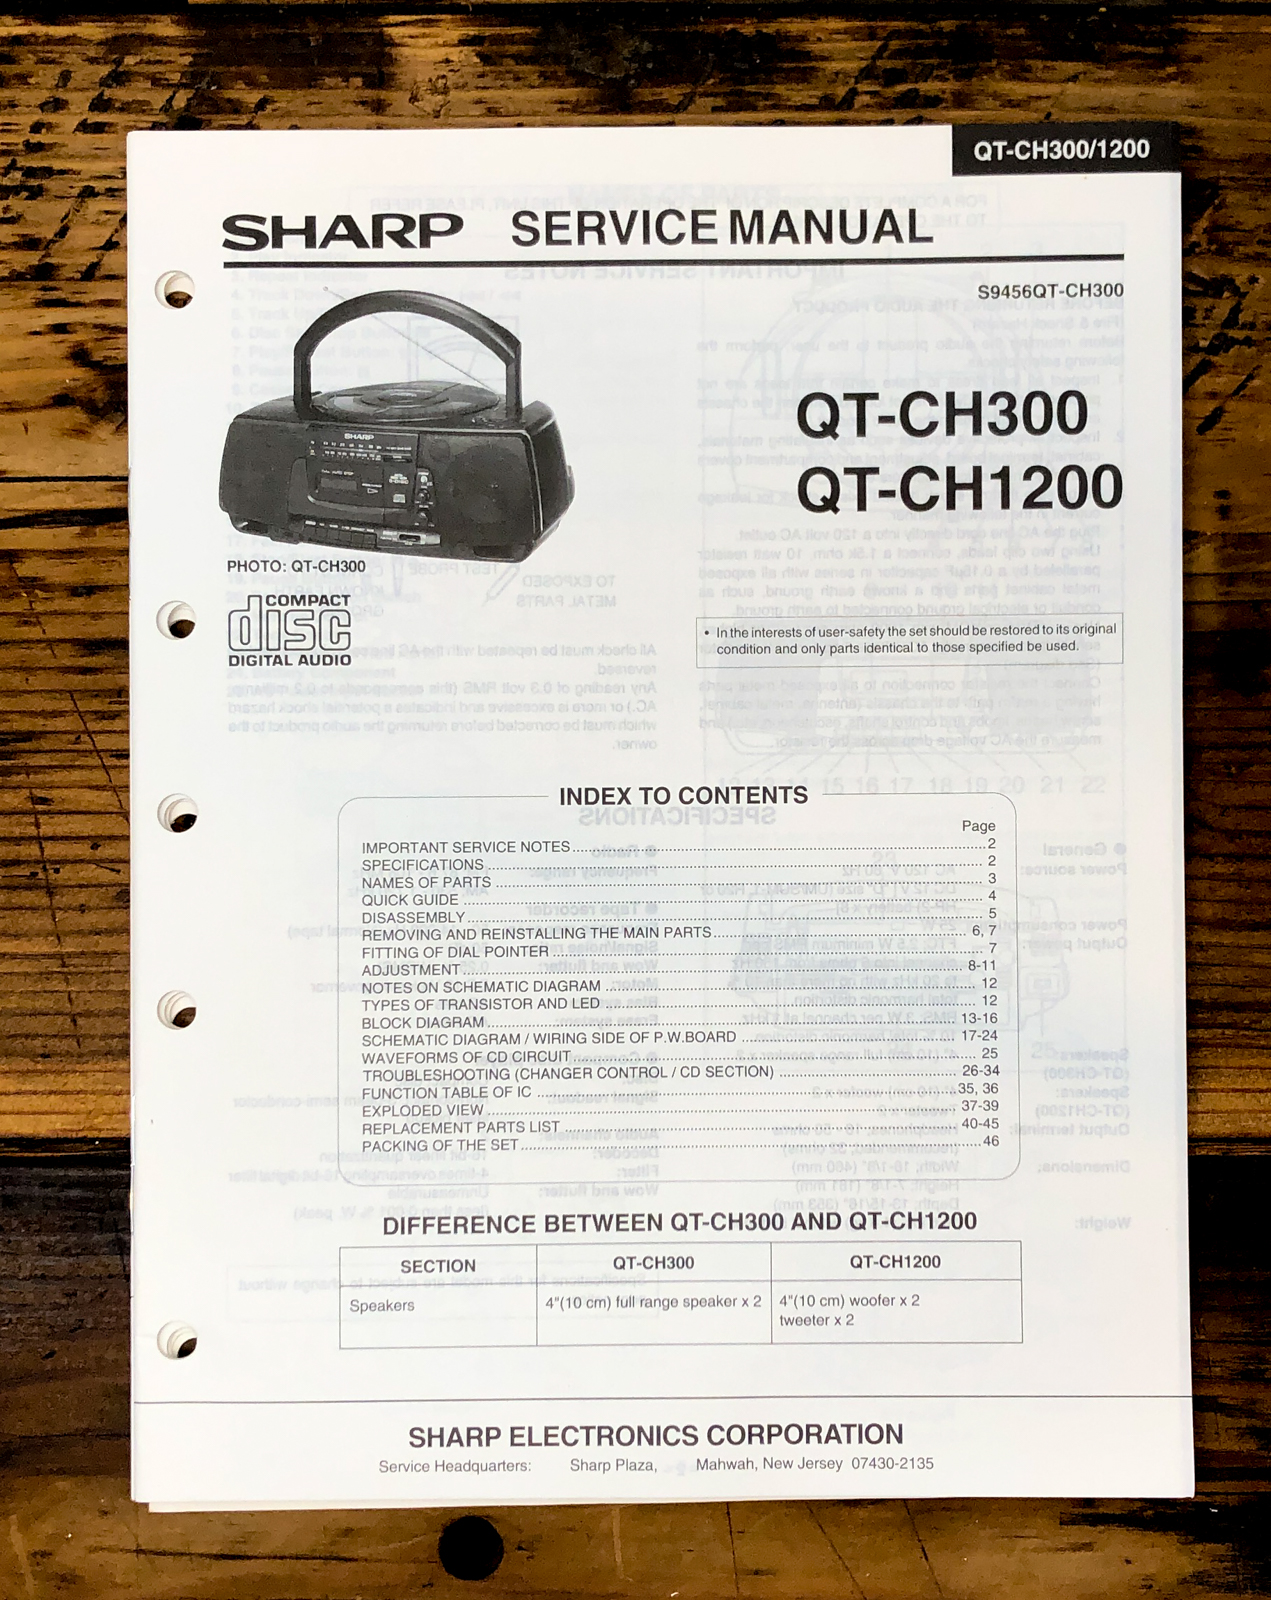 QT-CH300/1200
SHARP SERVICE MANUAL
S9456QT-CH300
SHARP
QT-CH300
QT-CH1200
PHOTO: QT-CH300
COMPACT
disc
DIGITAL AUDIO
• In the interests of user-safety the set should be restored to its original
condition and only parts identical to those specified be used.
INDEX TO CONTENTS
Page
IMPORTANT SERVICE NOTES 2
SPECIFICATIONS 2
NAMES OF PARTS 3
QUICK GUIDE 4
DISASSEMBLY 5
REMOVING AND REINSTALLING THE MAIN PARTS 6, 7
FITTING OF DIAL POINTER 7
ADJUSTMENT 8-11
NOTES ON SCHEMATIC DIAGRAM 12
TYPES OF TRANSISTOR AND LED 12
BLOCK DIAGRAM 13-16
SCHEMATIC DIAGRAM / WIRING SIDE OF P.W.BOARD 17-24
WAVEFORMS OF CD CIRCUIT 25
TROUBLESHOOTING (CHANGER CONTROL / CD SECTION) 26-34
FUNCTION TABLE OF IC 35, 36
EXPLODED VIEW 37-39
REPLACEMENT PARTS LIST 40-45
PACKING OF THE SET 46
DIFFERENCE BETWEEN QT-CH300 AND QT-CH1200
SECTION QT-CH300 QT-CH1200
Speakers 4"(10 cm) full range speaker x 2 4"(10 cm) woofer x 2
tweeter x 2
SHARP ELECTRONICS CORPORATION
Service Headquarters: Sharp Plaza, Mahwah, New Jersey 07430-2135